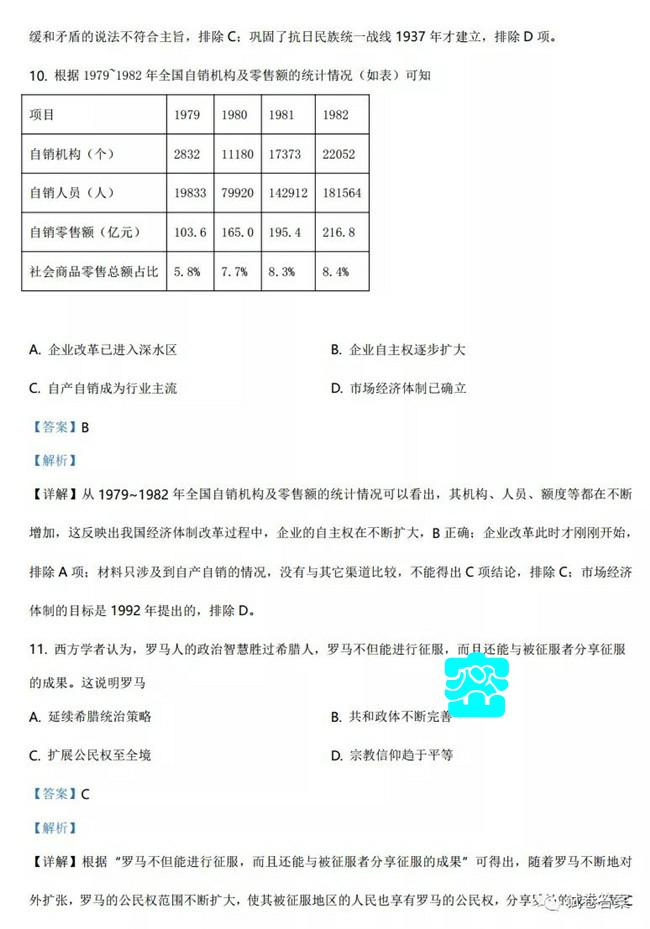 缓和矛盾的说法不符合主旨，排除 C；巩固了抗日民族统一战线 1937 年才建立，排除 D 项。
10. 根据 1979~1982 年全国自销机构及零售额的统计情况（如表）可知
项目 1979 1980 1981 1982
自销机构（个） 2832 11180 17373 22052
自销人员（人） 19833 79920 142912 181564
自销零售额（亿元） 103.6 165.0 195.4 216.8
社会商品零售总额占比 5.8% 7.7% 8.3% 8.4%
A. 企业改革已进入深水区 B. 企业自主权逐步扩大
C. 自产自销成为行业主流 D. 市场经济体制已确立
【答案】B
【解析】
【详解】从 1979~1982 年全国自销机构及零售额的统计情况可以看出，其机构、人员、额度等都在不断
增加，这反映出我国经济体制改革过程中，企业的自主权在不断扩大，B 正确；企业改革此时才刚刚开始，
排除 A 项；材料只涉及到自产自销的情况，没有与其它渠道比较，不能得出 C 项结论，排除 C；市场经济
体制的目标是 1992 年提出的，排除 D。
11. 西方学者认为，罗马人的政治智慧胜过希腊人，罗马不但能进行征服，而且还能与被征服者分享征服
的成果。这说明罗马
A. 延续希腊统治策略 B. 共和政体不断完善
C. 扩展公民权至全境 D. 宗教信仰趋于平等
【答案】C
【解析】
【详解】根据“罗马不但能进行征服，而且还能与被征服者分享征服的成果”可得出，随着罗马不断地对
外扩张，罗马的公民权范围不断扩大，使其被征服地区的人民也享有罗马的公民权，分享
试卷答案